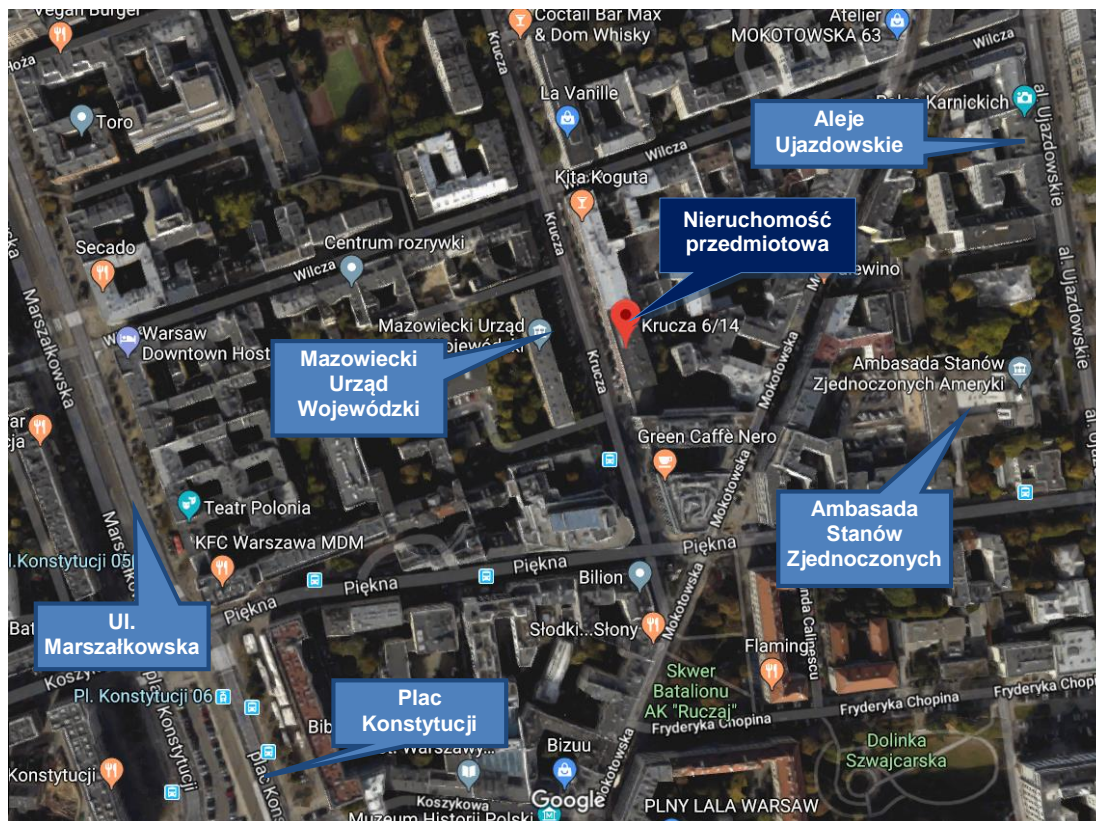 Vegan Burger
Hoża
Toro
Coctail Bar Max
& Dom Whisky
Krucza
Atelier
MOKOTOWSKA 63
Wilcza
La Vanille
Karnickich
al. Ujazdowskie
Aleje
Ujazdowskie
Wilcza
Kita Koguta
Krucza
Nieruchomość
przedmiotowa
Centrum rozrywki
Secado
Wilcza
al. Ujazdowskie
Marszałkowska
Warsaw
Downtown Host
Mazowiecki Urząd
Krucza 6/14
Mazowiecki
Urząd
Wojewódzki
Krucza
Mokotowska
Ambasada Stanów
Zjednoczonych Ameryki
Green Caffè Nero
Mokotowska
Teatr Polonia
KFC Warszawa MDM
Ambasada
Stanów
Zjednoczonych
Piękna
Piękna
Piękna
Piękna
Bilion
Ul.
Marszałkowska
Słodki...Słony
Mokotowska
Flaming
Skwer
Batalionu
AK "Ruczaj"
Pl. Konstytucji 06
Plac
Konstytucji
Fryderyka Chopina
Fryderyka Chopina
Dolinka
Szwajcarska
Bizuu
Konstytucji
Koszykowa
Google
Muzeum Historii Polski
PLNY LALA WARSAW